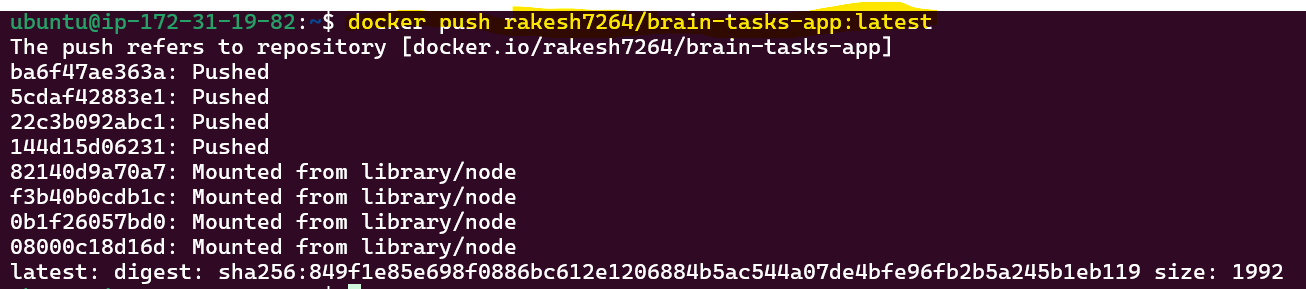 ubuntu@ip-172-31-19-82:~$ docker push rakesh7264/brain-tasks-app:latest
The push refers to repository [docker.io/rakesh7264/brain-tasks-app]
ba6f47ae363a: Pushed
5cdaf42883e1: Pushed
22c3b092abc1: Pushed
144d15d06231: Pushed
82140d9a70a7: Mounted from library/node
f3b40b0cdb1c: Mounted from library/node
0b1f26057bd0: Mounted from library/node
08000c18d16d: Mounted from library/node
latest: digest: sha256:849f1e85e698f0886bc612e1206884b5ac544a07de4bfe96fb2b5a245b1eb119 size: 1992